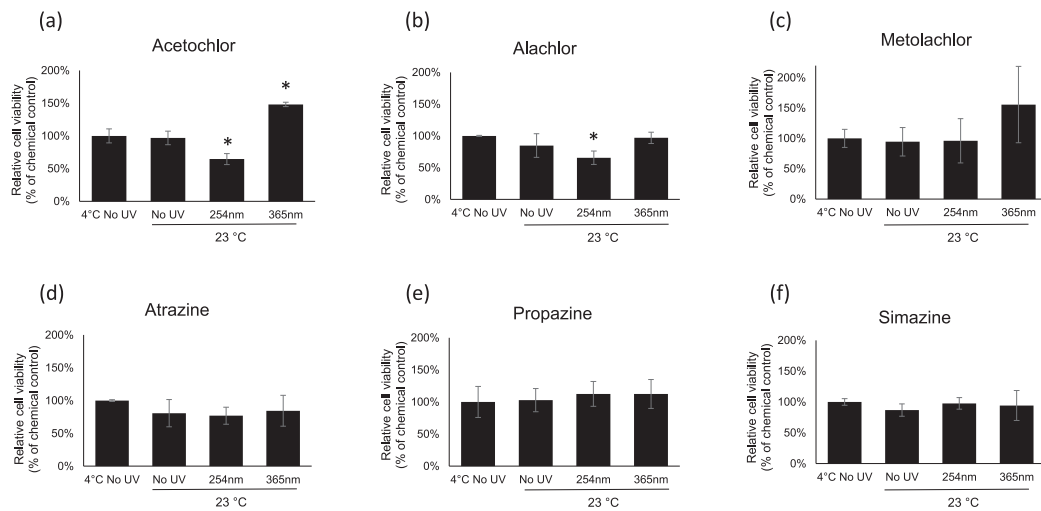 (a)
Acetochlor
Relative cell viability
(% of chemical control)
200%
150%
100%
50%
0%
*
*
4°C No UV No UV 254nm 365nm
23 °C
(b)
Alachlor
Relative cell viability
(% of chemical control)
200%
150%
100%
50%
0%
*
4°C No UV No UV 254nm 365nm
23 °C
(c)
Metolachlor
Relative cell viability
(% of chemical control)
200%
150%
100%
50%
0%
4°C No UV No UV 254nm 365nm
23 °C
(d)
Atrazine
Relative cell viability
(% of chemical control)
200%
150%
100%
50%
0%
4°C No UV No UV 254nm 365nm
23 °C
(e)
Propazine
Relative cell viability
(% of chemical control)
200%
150%
100%
50%
0%
4°C No UV No UV 254nm 365nm
23 °C
(f)
Simazine
Relative cell viability
(% of chemical control)
200%
150%
100%
50%
0%
4°C No UV No UV 254nm 365nm
23 °C